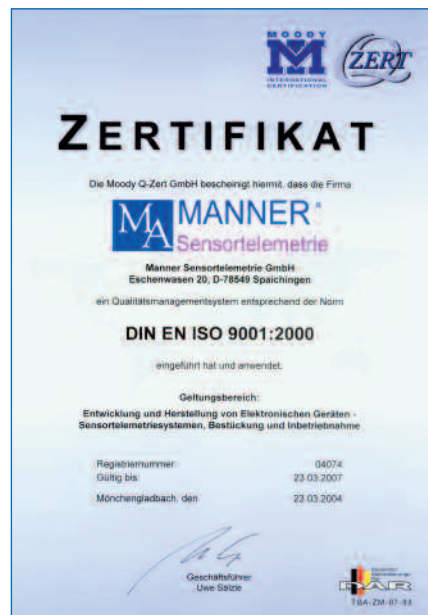 MOODY
INTERNATIONAL
CERTIFICATION
ZERT
ZERTIFIKAT
Die Moody Q-Zert GmbH bescheinigt hiermit, dass die Firma
MA MANNER®
Sensortelemetrie
Manner Sensortelemetrie GmbH
Eschenwasen 20, D-78549 Spaichingen
ein Qualitätsmanagementsystem entsprechend der Norm
DIN EN ISO 9001:2000
eingeführt hat und anwendet.
Geltungsbereich:
Entwicklung und Herstellung von Elektronischen Geräten -
Sensortelemetriesystemen, Bestückung und Inbetriebnahme
Registriernummer: 04074
Gültig bis: 23.03.2007
Mönchengladbach, den 23.03.2004
Geschäftsführer
Uwe Sälzle
DAR
TGA-ZM-07-93